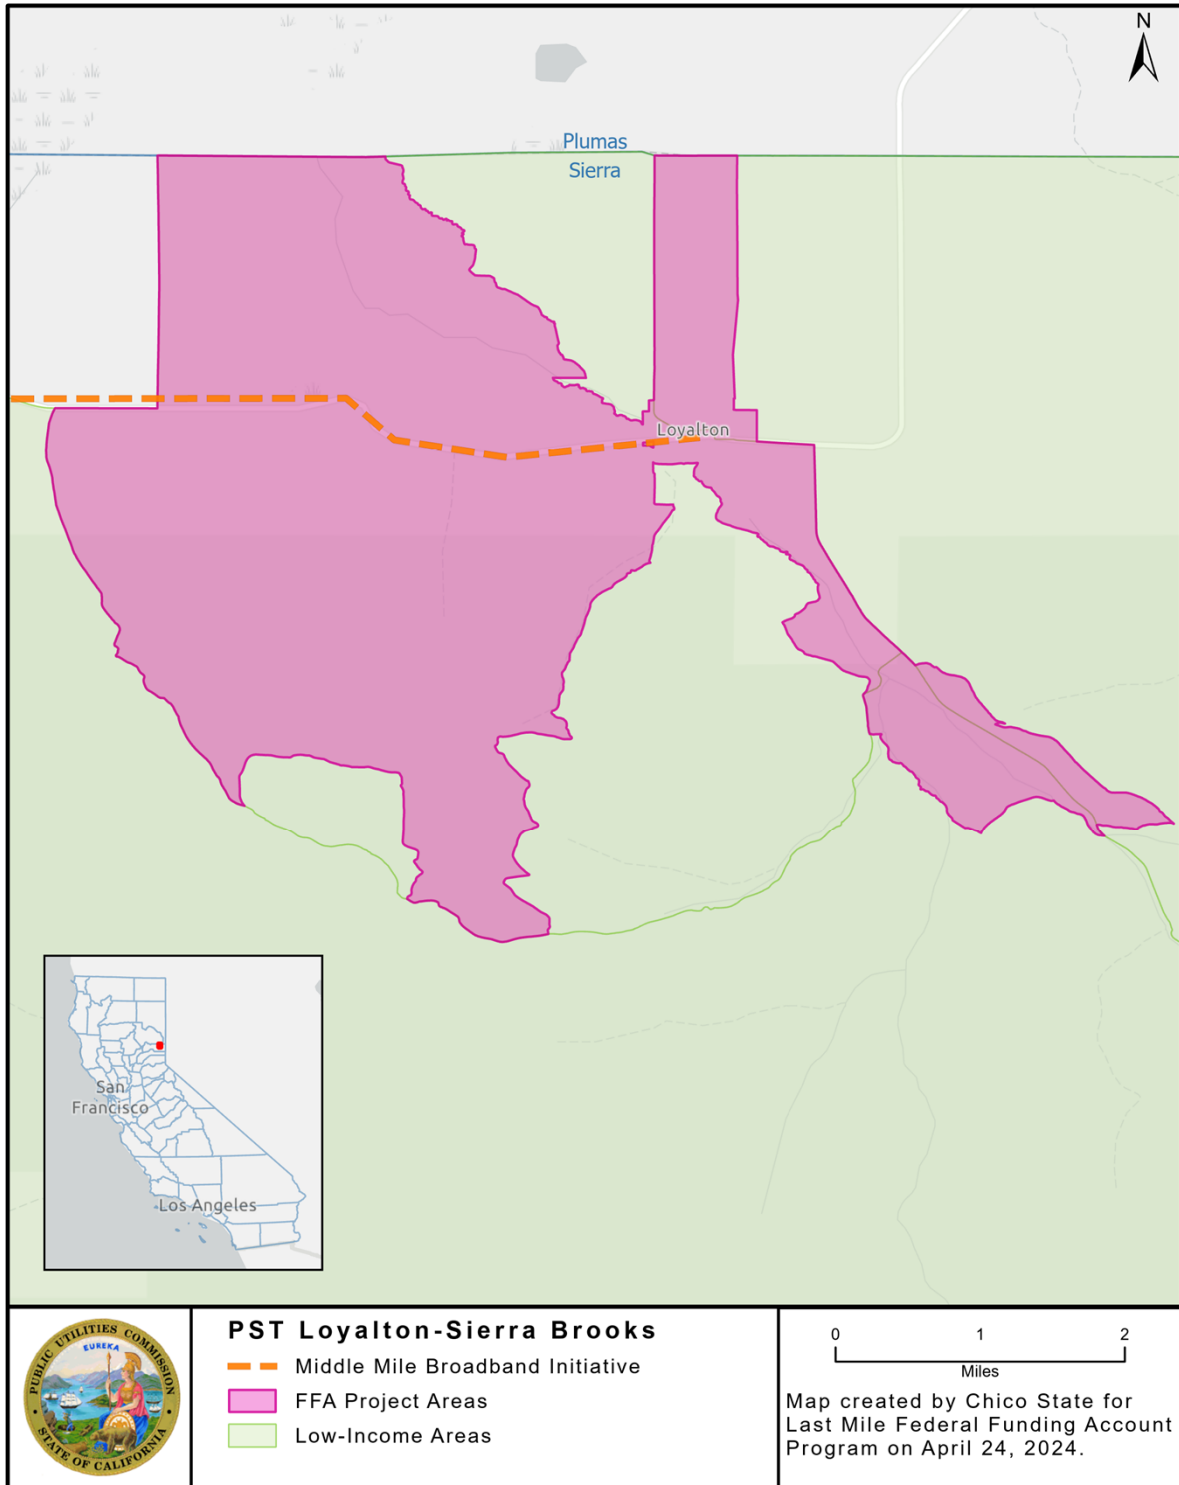 N
Plumas
Sierra
Loyalton
San
Francisco
Los Angeles
PUBLIC UTILITIES COMMISSION
EUREKA
STATE OF CALIFORNIA
PST Loyalton-Sierra Brooks
Middle Mile Broadband Initiative
FFA Project Areas
Low-Income Areas
0 1 2
Miles
Map created by Chico State for
Last Mile Federal Funding Account
Program on April 24, 2024.